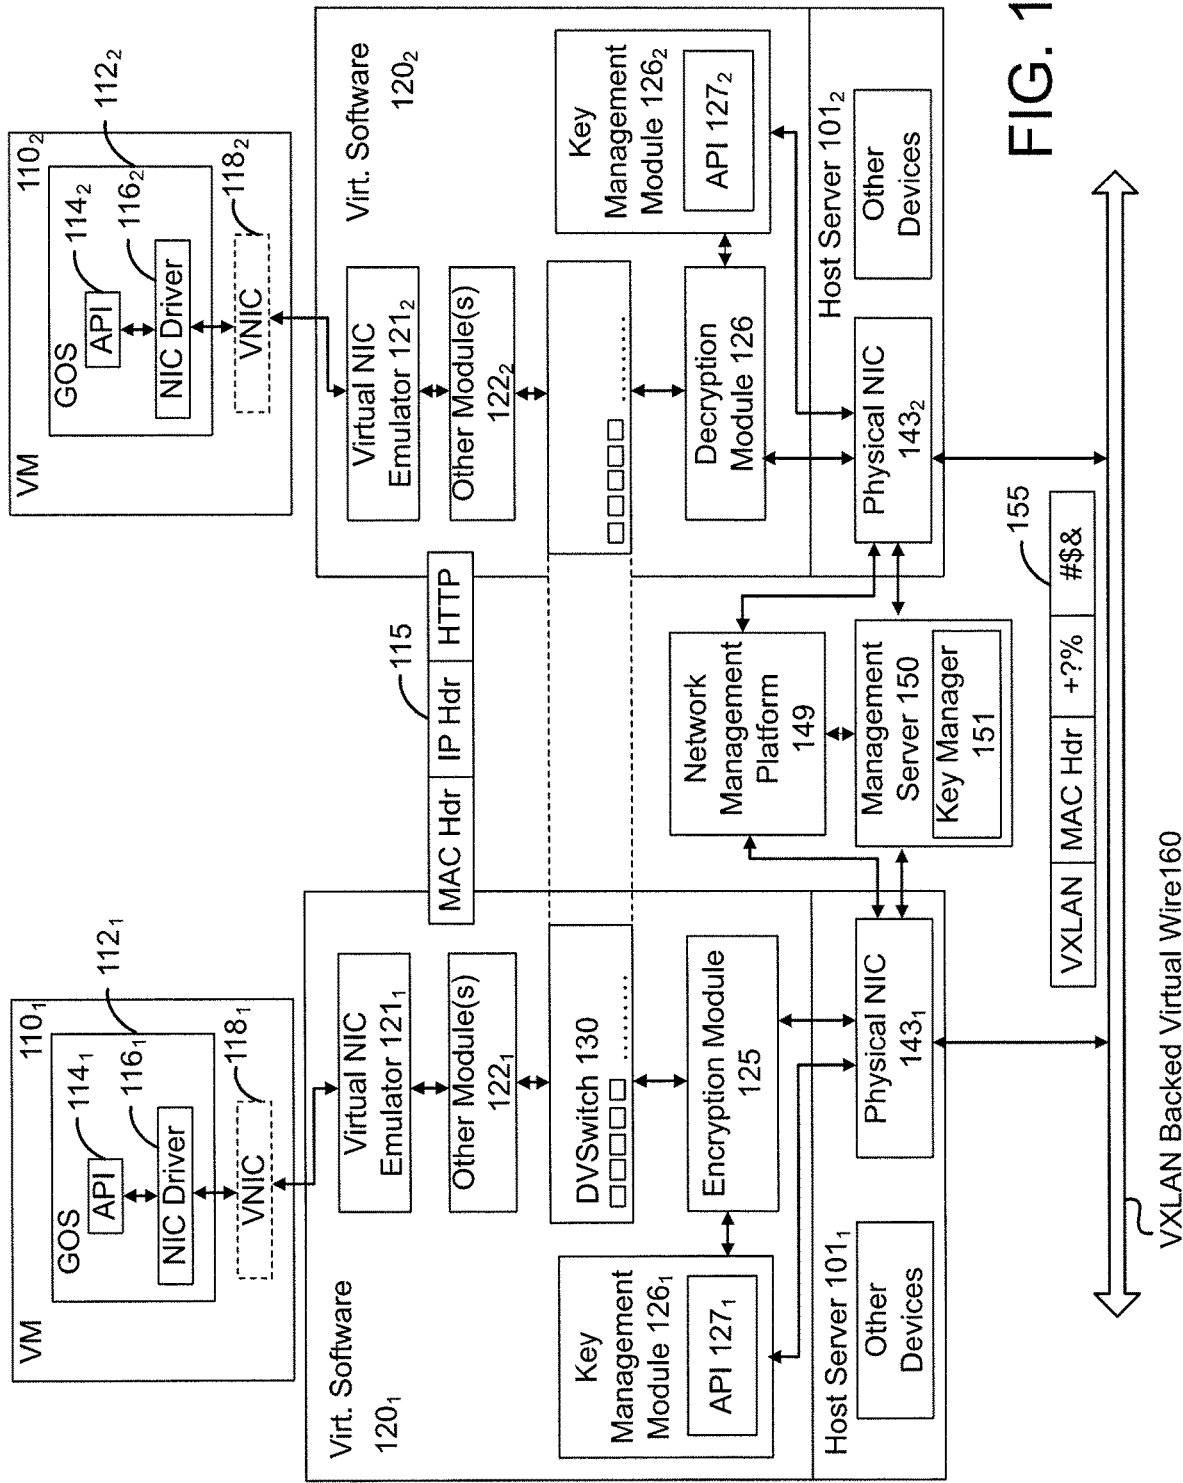 VM
110₁
GOS
112₁
API
114₁
NIC Driver
116₁
VNIC
118₁
Virt. Software
120₁
Virtual NIC
Emulator 121₁
Other Module(s)
122₁
DVSwitch 130
Encryption Module
125
Key
Management
Module 126₁
API 127₁
Host Server 101₁
Other
Devices
Physical NIC
143₁
115
MAC Hdr
IP Hdr
HTTP
Network
Management
Platform
149
Management
Server 150
Key Manager
151
VM
110₂
GOS
112₂
API
114₂
NIC Driver
116₂
VNIC
118₂
Virt. Software
120₂
Virtual NIC
Emulator 121₂
Other Module(s)
122₂
Decryption
Module 126
Key
Management
Module 126₂
API 127₂
Host Server 101₂
Physical NIC
143₂
Other
Devices
VXLAN
MAC Hdr
+?%
#$&
155
VXLAN Backed Virtual Wire160
FIG. 1